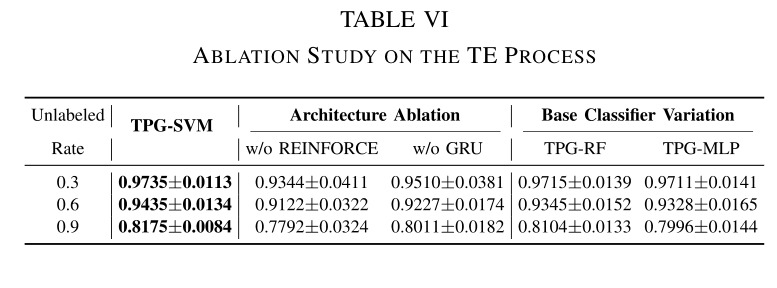 TABLE VI
ABLATION STUDY ON THE TE PROCESS
Unlabeled Rate TPG-SVM Architecture Ablation Base Classifier Variation
w/o REINFORCE w/o GRU TPG-RF TPG-MLP
0.3 0.9735±0.0113 0.9344±0.0411 0.9510±0.0381 0.9715±0.0139 0.9711±0.0141
0.6 0.9435±0.0134 0.9122±0.0322 0.9227±0.0174 0.9345±0.0152 0.9328±0.0165
0.9 0.8175±0.0084 0.7792±0.0324 0.8011±0.0182 0.8104±0.0133 0.7996±0.0144